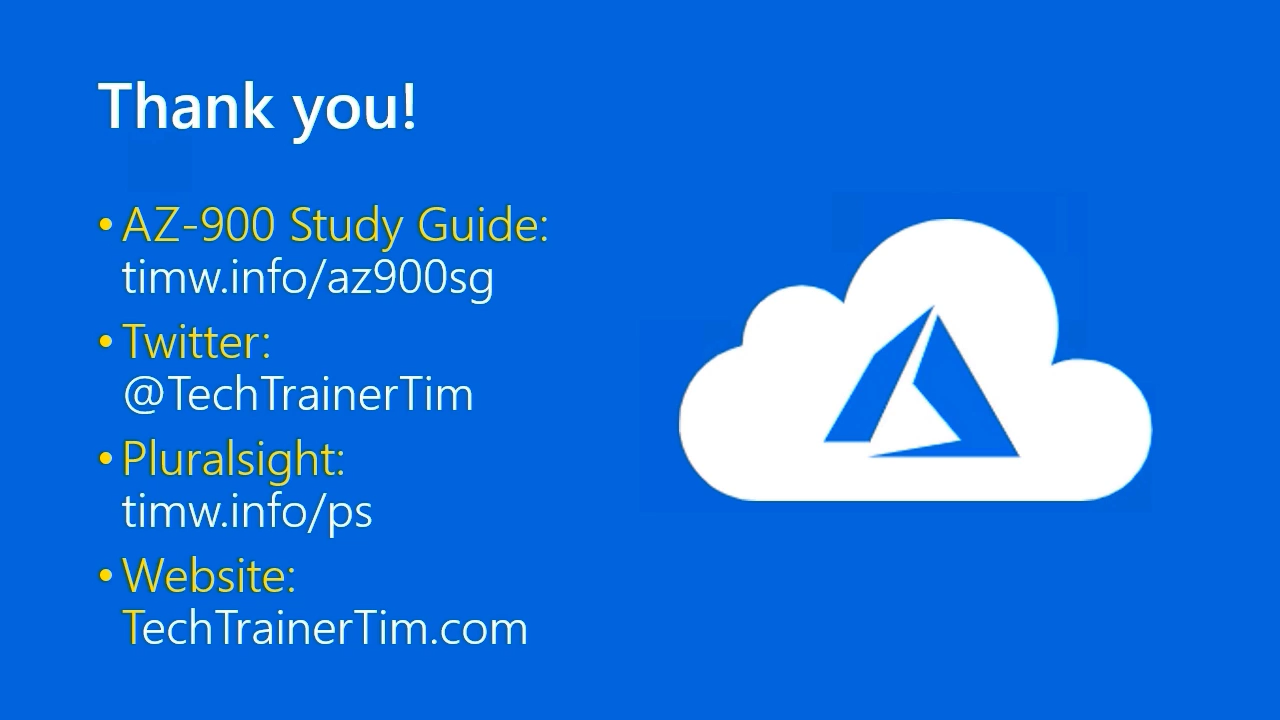 Thank you!
• AZ-900 Study Guide:
timw.info/az900sg
• Twitter:
@TechTrainerTim
• Pluralsight:
timw.info/ps
• Website:
TechTrainerTim.com